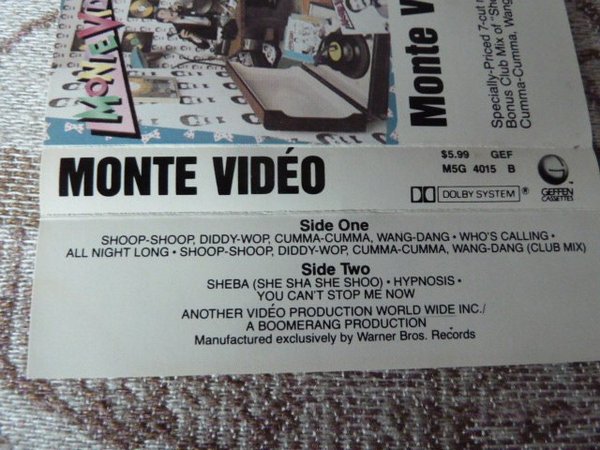 MONTE VID
Monte V
Specially-Priced 7-cut
Bonus Club Mix of "Sh
Cumma-Cumma, Wang
MONTE VIDÉO
$5.99 GEF
M5G 4015 B
DOLBY SYSTEM ®
GEFFEN
CASSETTES
Side One
SHOOP-SHOOP, DIDDY-WOP, CUMMA-CUMMA, WANG-DANG • WHO'S CALLING •
ALL NIGHT LONG • SHOOP-SHOOP, DIDDY-WOP, CUMMA-CUMMA, WANG-DANG (CLUB MIX)
Side Two
SHEBA (SHE SHA SHE SHOO) • HYPNOSIS •
YOU CAN'T STOP ME NOW
ANOTHER VIDÉO PRODUCTION WORLD WIDE INC./
A BOOMERANG PRODUCTION
Manufactured exclusively by Warner Bros. Records